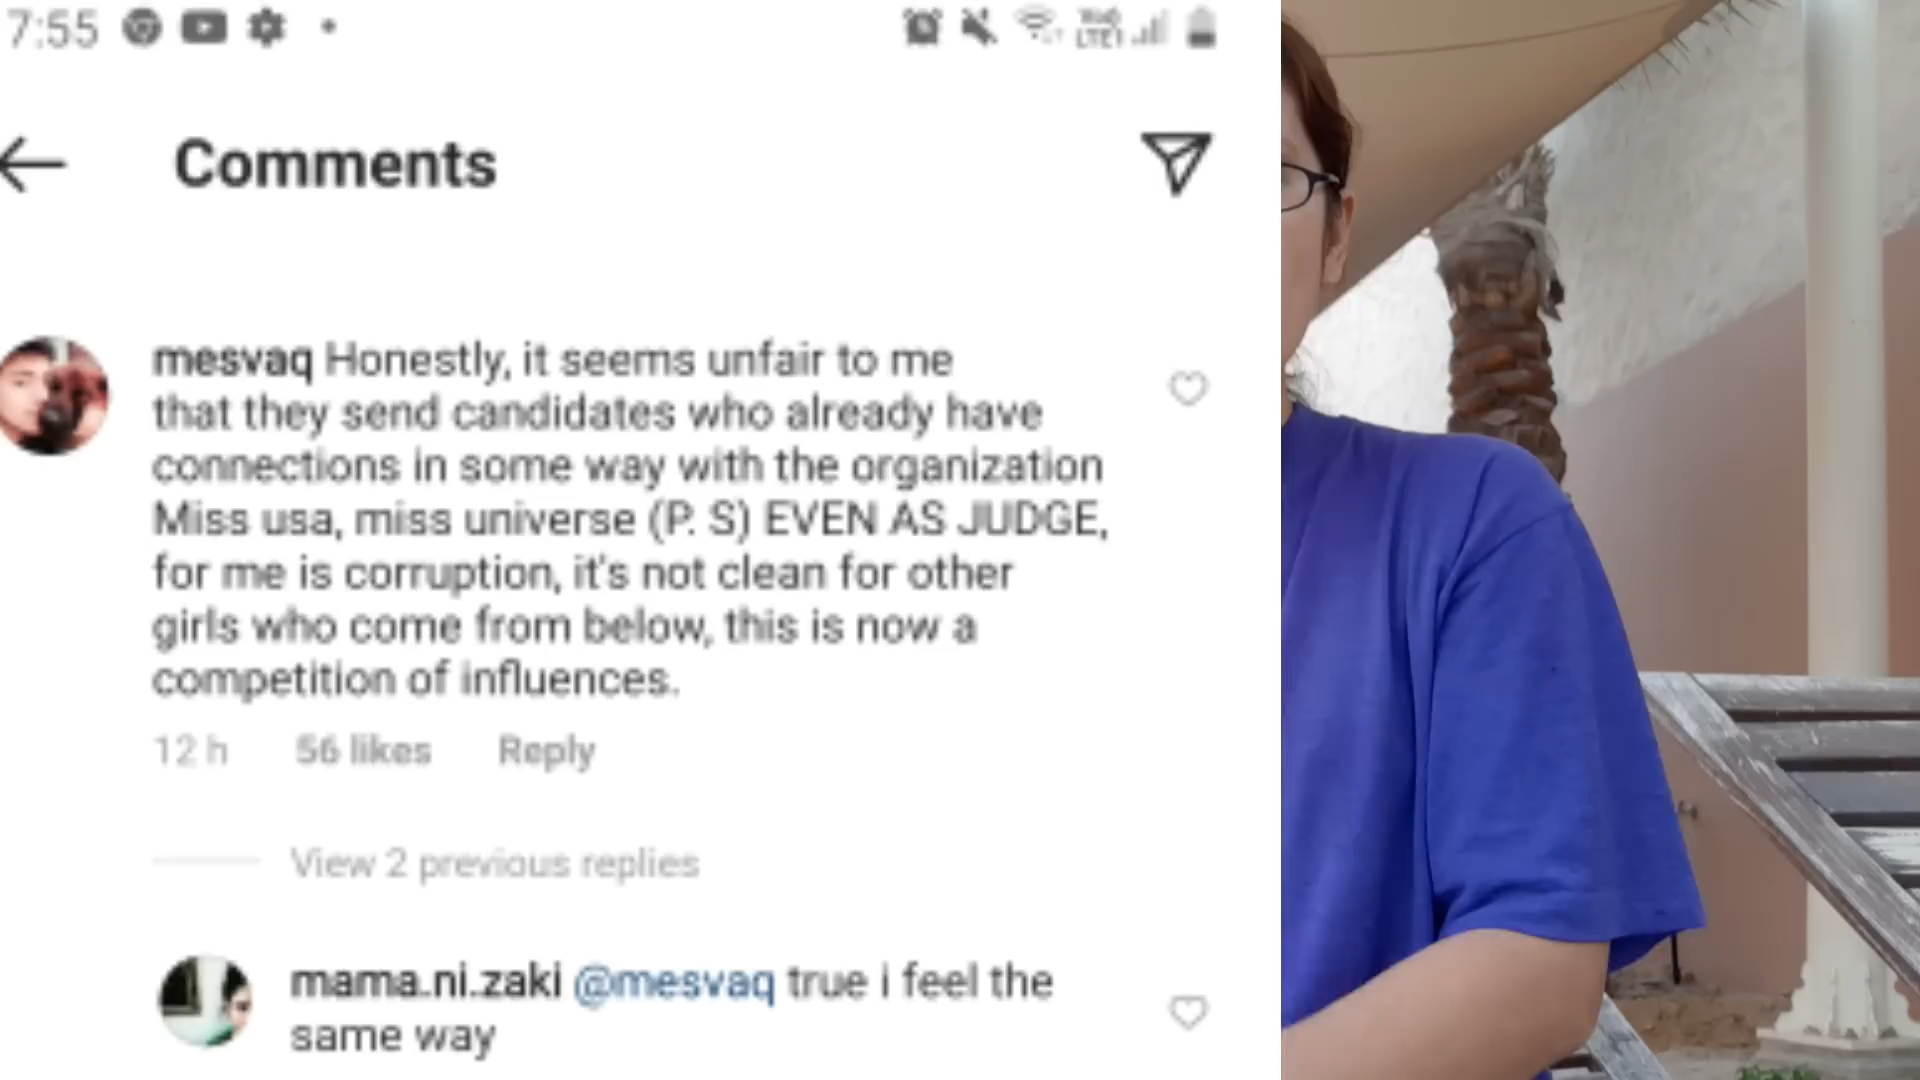 7:55
Comments
mesvaq Honestly, it seems unfair to me
that they send candidates who already have
connections in some way with the organization
Miss usa, miss universe (P. S) EVEN AS JUDGE,
for me is corruption, it's not clean for other
girls who come from below, this is now a
competition of influences.
12 h 56 likes Reply
View 2 previous replies
mama.ni.zaki @mesvaq true i feel the
same way